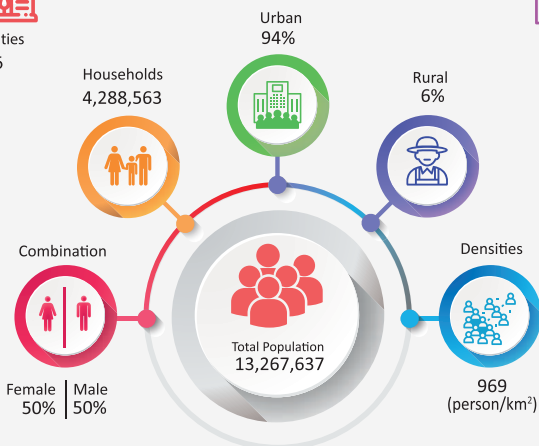 ties
Urban
94%
Households
4,288,563
Rural
6%
Combination
Female | Male
50% | 50%
Total Population
13,267,637
Densities
969
(person/km²)